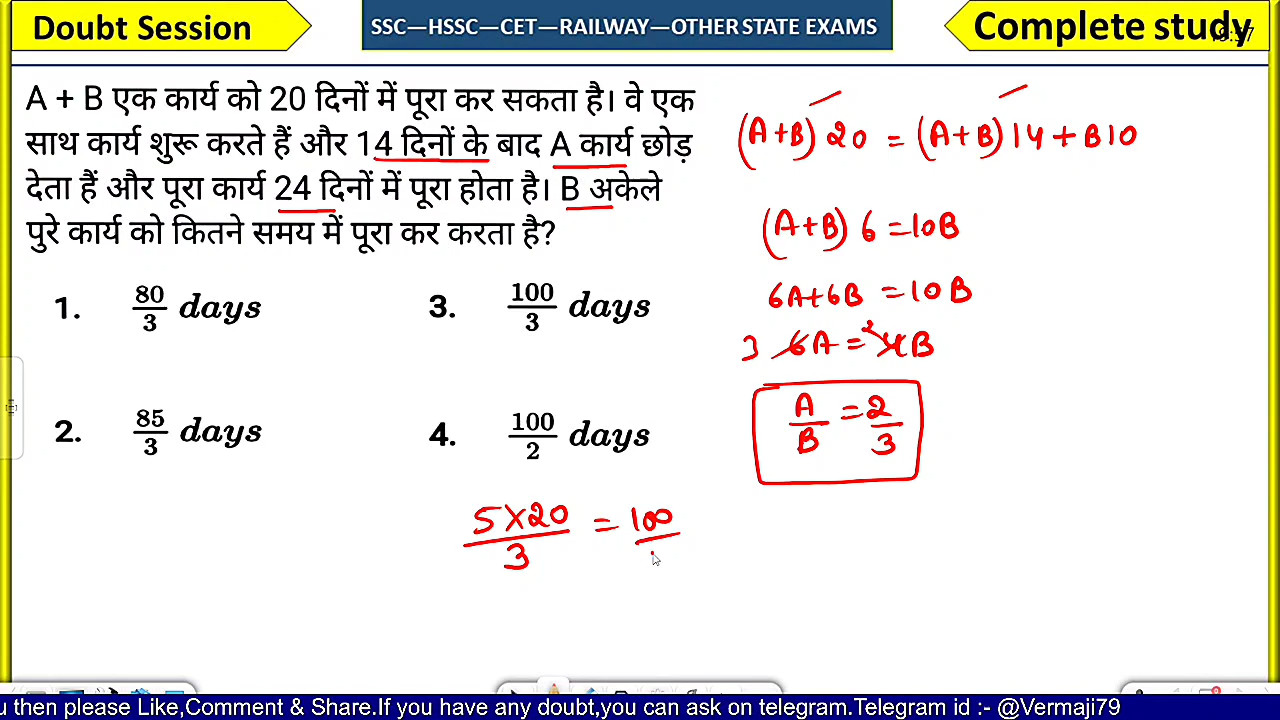 Doubt Session
SSC—HSSC—CET—RAILWAY—OTHER STATE EXAMS
Complete study
A + B एक कार्य को 20 दिनों में पूरा कर सकता है। वे एक
साथ कार्य शुरू करते हैं और 14 दिनों के बाद A कार्य छोड़
देता हैं और पूरा कार्य 24 दिनों में पूरा होता है। B अकेले
पुरे कार्य को कितने समय में पूरा कर करता है?
1. 80/3 days
2. 85/3 days
3. 100/3 days
4. 100/2 days
(A+B) 20 = (A+B) 14 + B10
(A+B) 6 = 10B
6A+6B = 10B
3 6A = 2 4B
A/B = 2/3
5×20/3 = 100/
u then please Like,Comment & Share.If you have any doubt,you can ask on telegram.Telegram id :- @Vermaji79